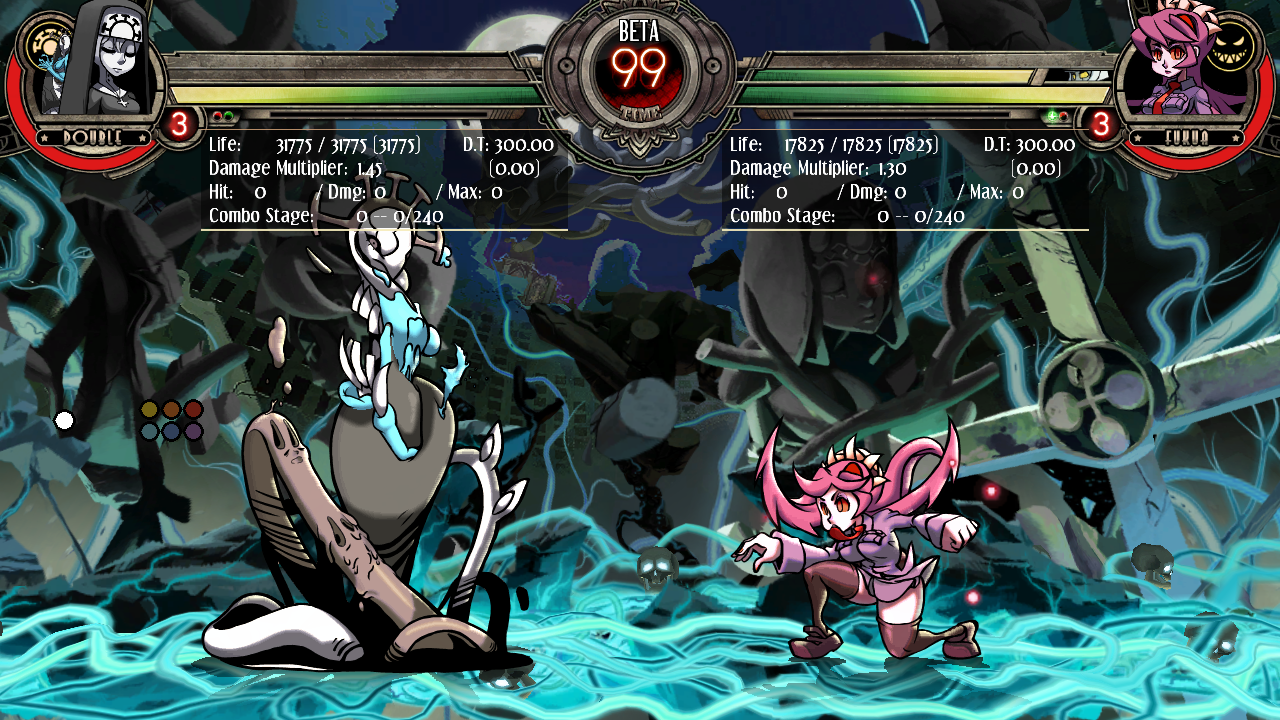 BETA
99
TIME
DOUBLE
3
3
FUKUA
Life: 31775 / 31775 (31775) D.T: 300.00
Damage Multiplier: 1.45 (0.00)
Hit: 0 / Dmg: 0 / Max: 0
Combo Stage: 0 -- 0/240
Life: 17825 / 17825 (17825) D.T: 300.00
Damage Multiplier: 1.30 (0.00)
Hit: 0 / Dmg: 0 / Max: 0
Combo Stage: 0 -- 0/240